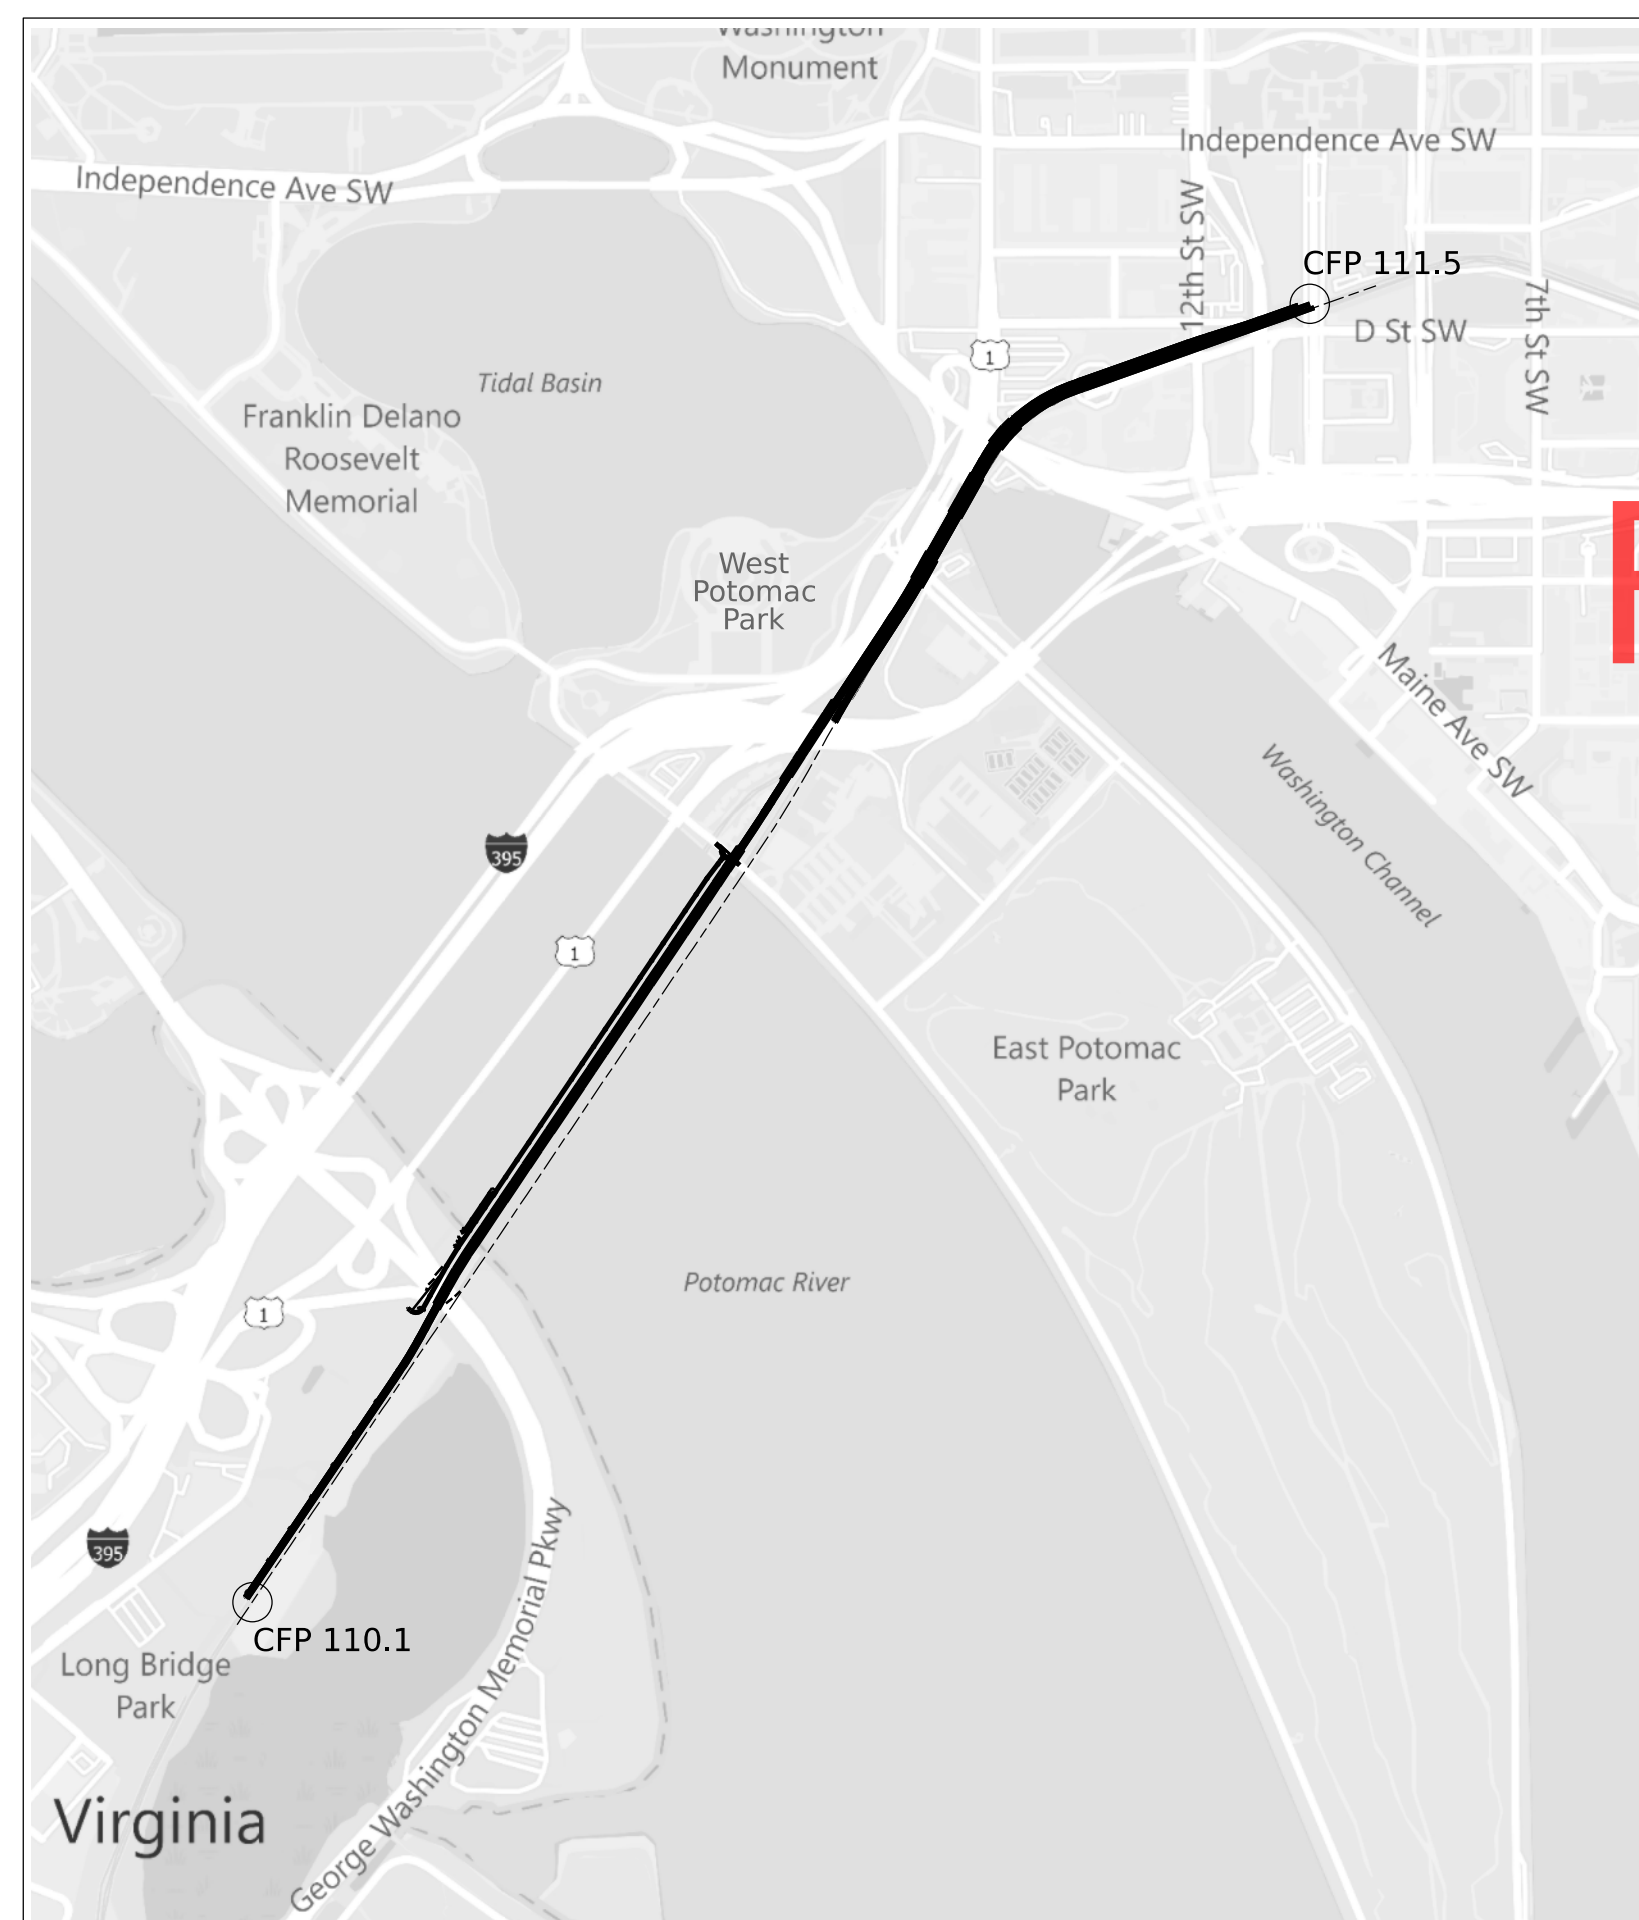 Washington
Monument
Independence Ave SW
Independence Ave SW
12th St SW
CFP 111.5
D St SW
7th St SW
1
Tidal Basin
Franklin Delano
Roosevelt
Memorial
West
Potomac
Park
Maine Ave SW
Washington Channel
395
1
East Potomac
Park
Potomac River
1
395
George Washington Memorial Pkwy
CFP 110.1
Long Bridge
Park
Virginia